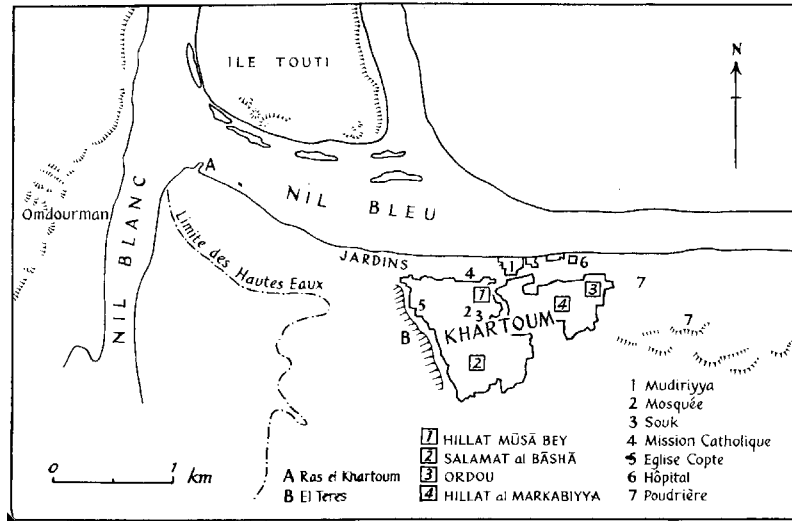 ILE TOUTI
N
A
NIL BLEU
Omdourman
NIL BLANC
Limite des Hautes Eaux
JARDINS
1
6
4
7
5
1
2
3
4
3
7
B
KHARTOUM
2
1 Mudiriyya
2 Mosquée
3 Souk
4 Mission Catholique
5 Eglise Copte
6 Hôpital
7 Poudrière
1 HILLAT MŪSĀ BEY
2 SALAMAT al BĀSHĀ
3 ORDOU
4 HILLAT al MARKABIYYA
0 1
km
A Ras el Khartoum
B El Teres